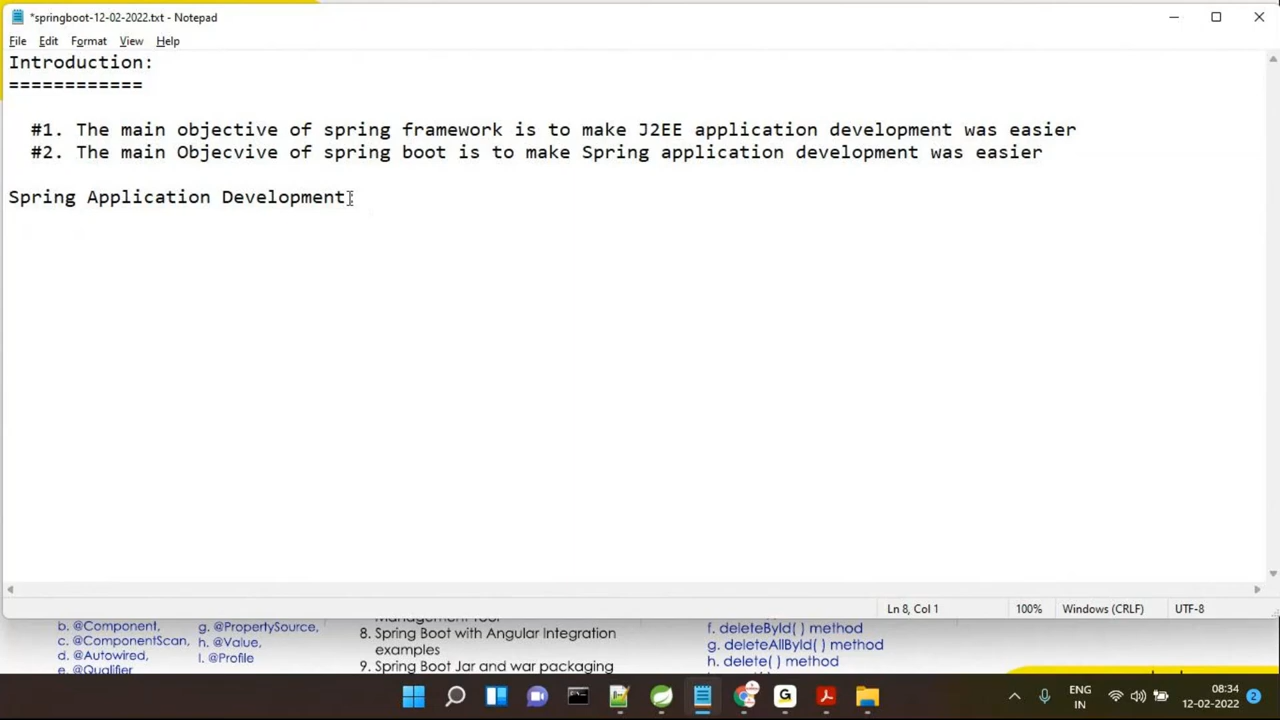 *springboot-12-02-2022.txt - Notepad
File Edit Format View Help
Introduction:
============
#1. The main objective of spring framework is to make J2EE application development was easier
#2. The main Objecvive of spring boot is to make Spring application development was easier
Spring Application Development
Ln 8, Col 1 100% Windows (CRLF) UTF-8
b. @Component,
c. @ComponentScan,
d. @Autowired,
e. @Qualifier
g. @PropertySource,
h. @Value,
I. @Profile
8. Spring Boot with Angular Integration
examples
9. Spring Boot Jar and war packaging
f. deleteById( ) method
g. deleteAllById( ) method
h. delete( ) method
ENG
IN
08:34
12-02-2022
2